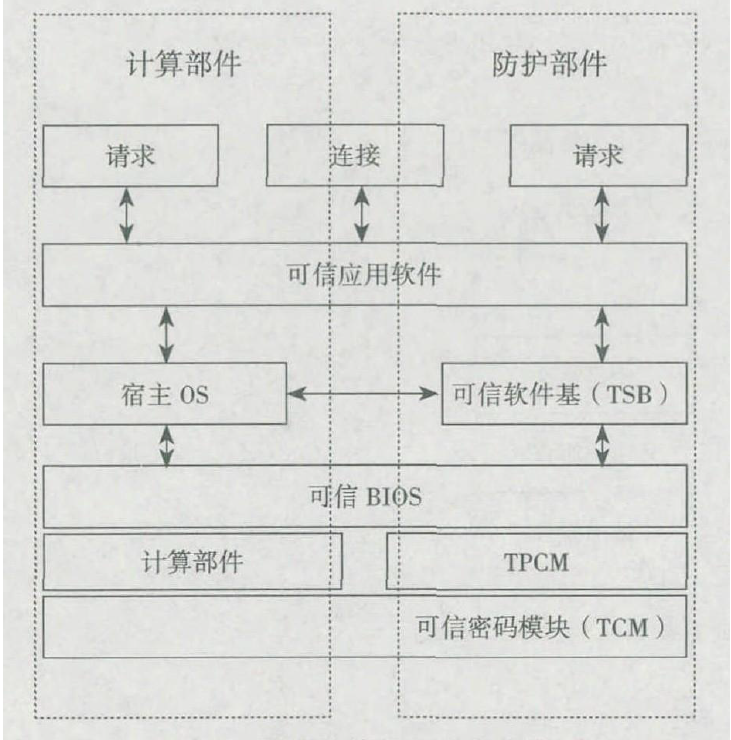 计算部件
防护部件
请求
连接
请求
可信应用软件
宿主 OS
可信软件基（TSB）
可信 BIOS
计算部件
TPCM
可信密码模块（TCM）